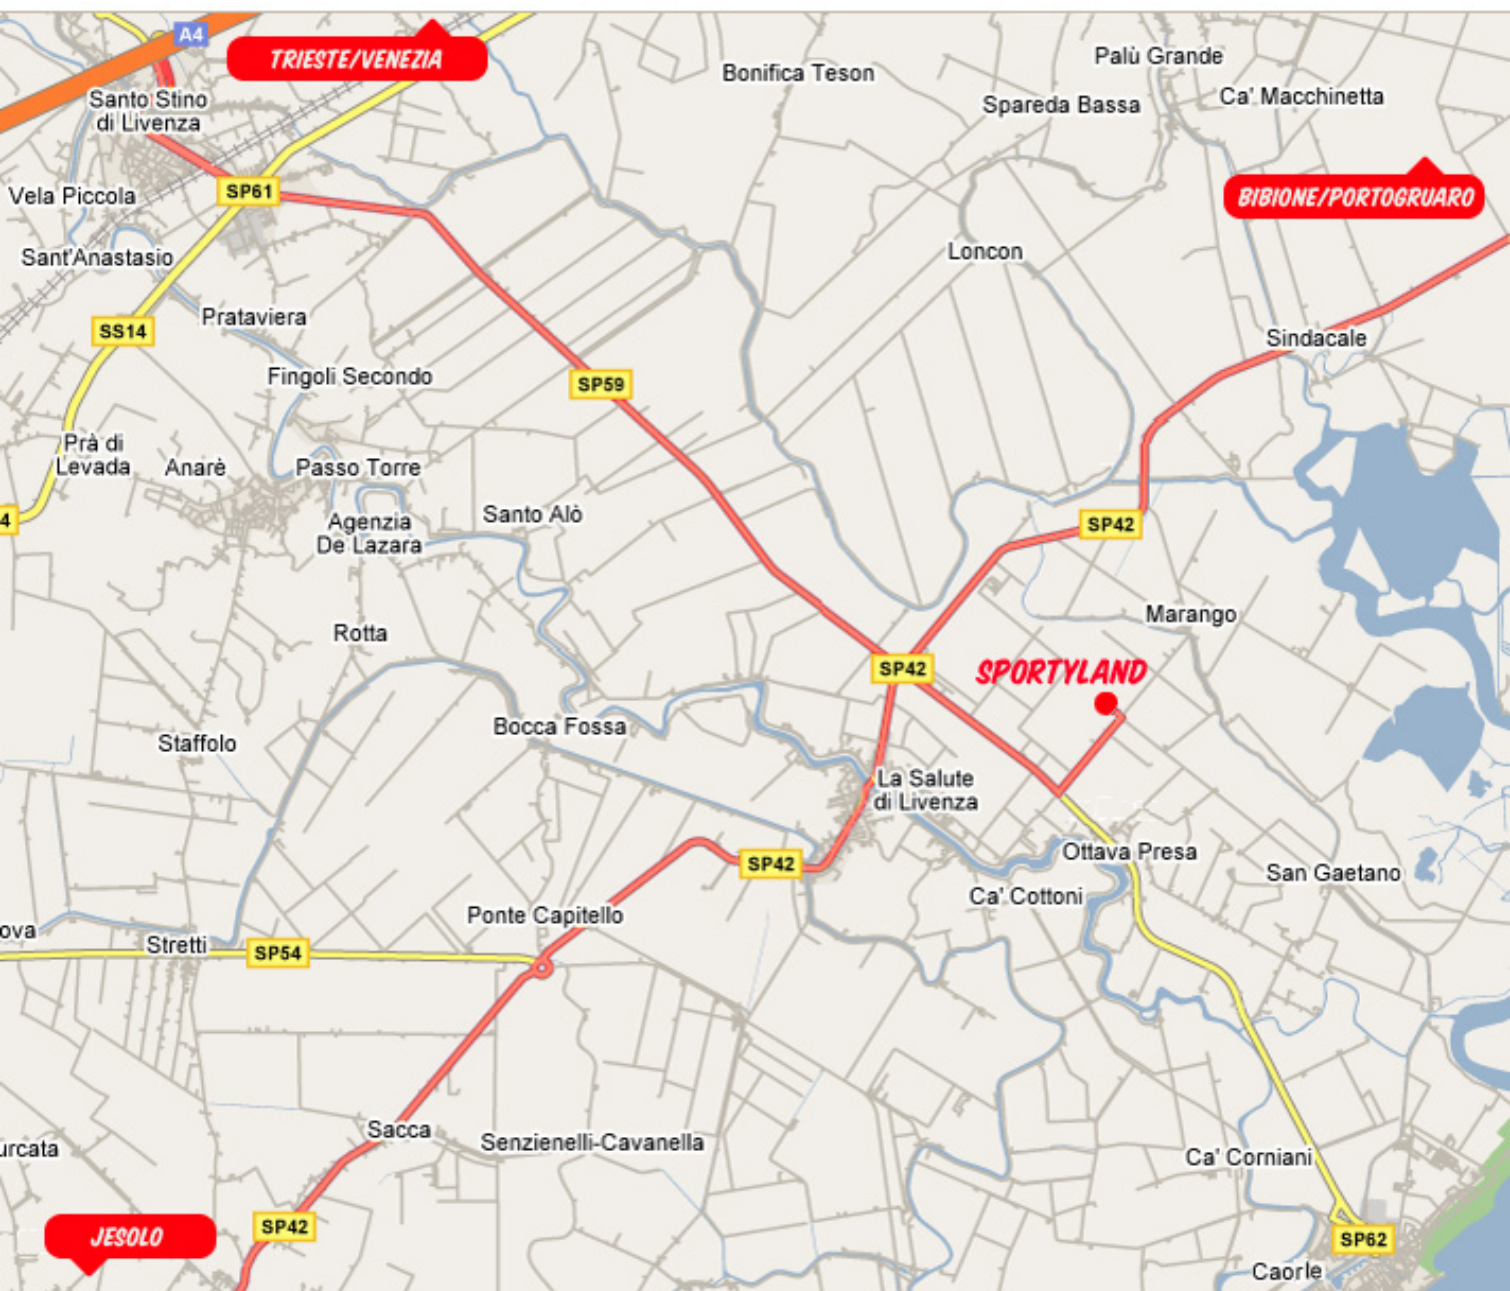 A4
TRIESTE/VENEZIA
Palù Grande
Bonifica Teson
Ca' Macchinetta
Santo Stino
di Livenza
Spareda Bassa
SP61
Vela Piccola
BIBIONE/PORTOGRUARO
Loncon
Sant'Anastasio
Prataviera
SS14
Sindacale
Fingoli Secondo
SP59
Prà di
Levada
Anarè
Passo Torre
Santo Alò
4
Agenzia
De Lazara
SP42
Marango
Rotta
SP42
SPORTYLAND
Bocca Fossa
Staffolo
La Salute
di Livenza
Ottava Presa
SP42
San Gaetano
Ca' Cottoni
Ponte Capitello
ova
Stretti
SP54
Sacca
Senzienelli-Cavanella
urcata
Ca' Corniani
SP42
JESOLO
SP62
Caorle